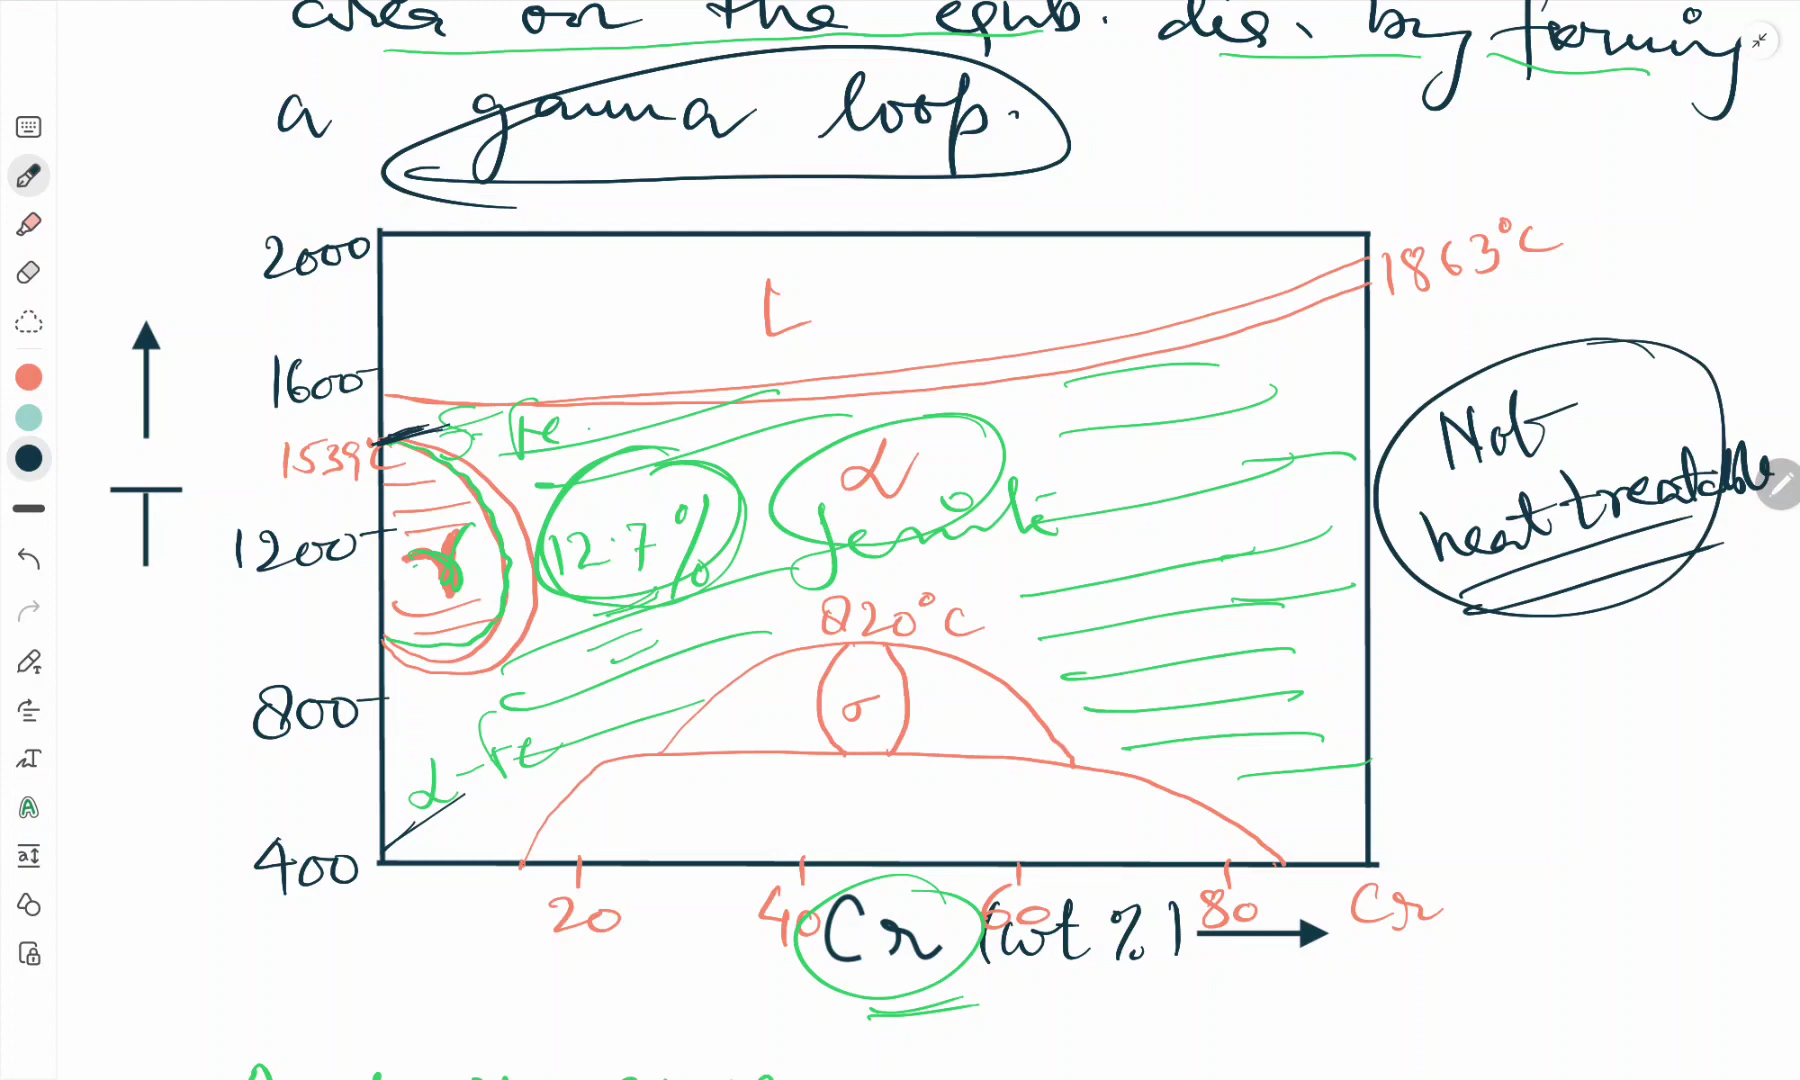 area on the equb. dia. by forming
a gamma loop.
2000
1863°C
L
1600
δ-Fe
1539°C
α
Not
heat-treatable
12.7%
ferrite
1200
γ
820°C
800
σ
α-Fe
400
20 40 60 80 Cr
Cr (wt %)